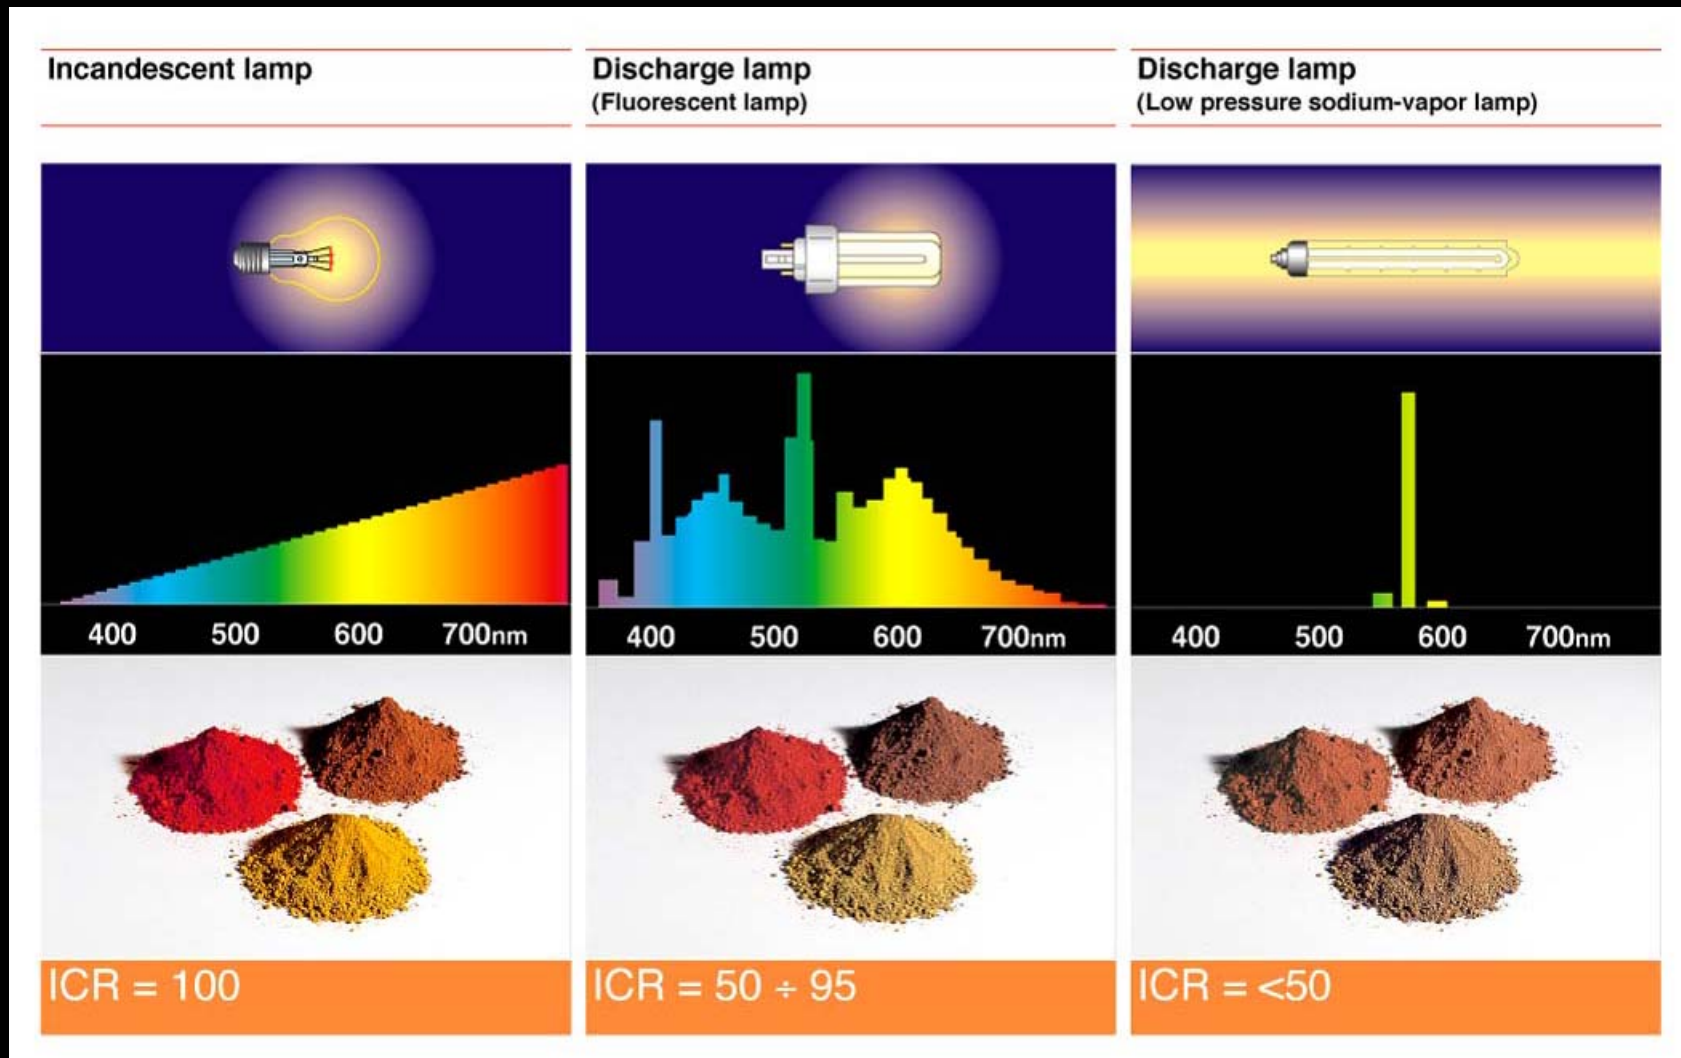 Incandescent lamp
Discharge lamp
(Fluorescent lamp)
Discharge lamp
(Low pressure sodium-vapor lamp)
400 500 600 700nm
400 500 600 700nm
400 500 600 700nm
ICR = 100
ICR = 50 ÷ 95
ICR = <50